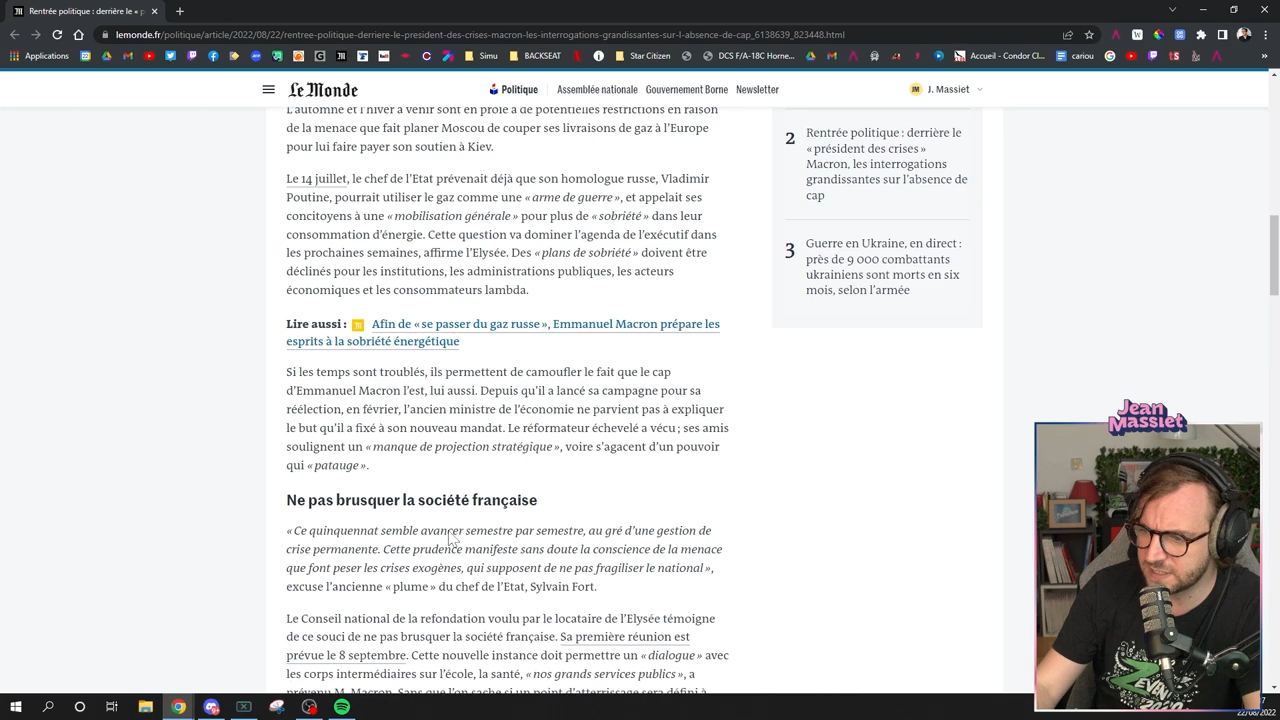 Rentrée politique : derrière le « p
lemonde.fr/politique/article/2022/08/22/rentree-politique-derriere-le-president-des-crises-macron-les-interrogations-grandissantes-sur-l-absence-de-cap_6138639_823448.html
Applications
Simu
BACKSEAT
Star Citizen
DCS F/A-18C Horne...
Accueil - Condor Cl...
cariou
Le Monde
Politique
Assemblée nationale
Gouvernement Borne
Newsletter
JM
J. Massiet
L'automne et l'hiver à venir sont en proie à de potentielles restrictions en raison
de la menace que fait planer Moscou de couper ses livraisons de gaz à l'Europe
pour lui faire payer son soutien à Kiev.
Le 14 juillet, le chef de l'Etat prévenait déjà que son homologue russe, Vladimir
Poutine, pourrait utiliser le gaz comme une « arme de guerre », et appelait ses
concitoyens à une « mobilisation générale » pour plus de « sobriété » dans leur
consommation d'énergie. Cette question va dominer l'agenda de l'exécutif dans
les prochaines semaines, affirme l'Elysée. Des « plans de sobriété » doivent être
déclinés pour les institutions, les administrations publiques, les acteurs
économiques et les consommateurs lambda.
Lire aussi : Afin de « se passer du gaz russe », Emmanuel Macron prépare les
esprits à la sobriété énergétique
Si les temps sont troublés, ils permettent de camoufler le fait que le cap
d'Emmanuel Macron l'est, lui aussi. Depuis qu'il a lancé sa campagne pour sa
réélection, en février, l'ancien ministre de l'économie ne parvient pas à expliquer
le but qu'il a fixé à son nouveau mandat. Le réformateur échevelé a vécu ; ses amis
soulignent un « manque de projection stratégique », voire s'agacent d'un pouvoir
qui « patauge ».
Ne pas brusquer la société française
« Ce quinquennat semble avancer semestre par semestre, au gré d'une gestion de
crise permanente. Cette prudence manifeste sans doute la conscience de la menace
que font peser les crises exogènes, qui supposent de ne pas fragiliser le national »,
excuse l'ancienne « plume » du chef de l'Etat, Sylvain Fort.
Le Conseil national de la refondation voulu par le locataire de l'Elysée témoigne
de ce souci de ne pas brusquer la société française. Sa première réunion est
prévue le 8 septembre. Cette nouvelle instance doit permettre un « dialogue » avec
les corps intermédiaires sur l'école, la santé, « nos grands services publics », a
prévenu M. Macron. Sans que l'on sache si un point d'atterrissage sera défini à
2
Rentrée politique : derrière le
« président des crises »
Macron, les interrogations
grandissantes sur l'absence de
cap
3
Guerre en Ukraine, en direct :
près de 9 000 combattants
ukrainiens sont morts en six
mois, selon l'armée
Jean
Massiet
22/08/2022